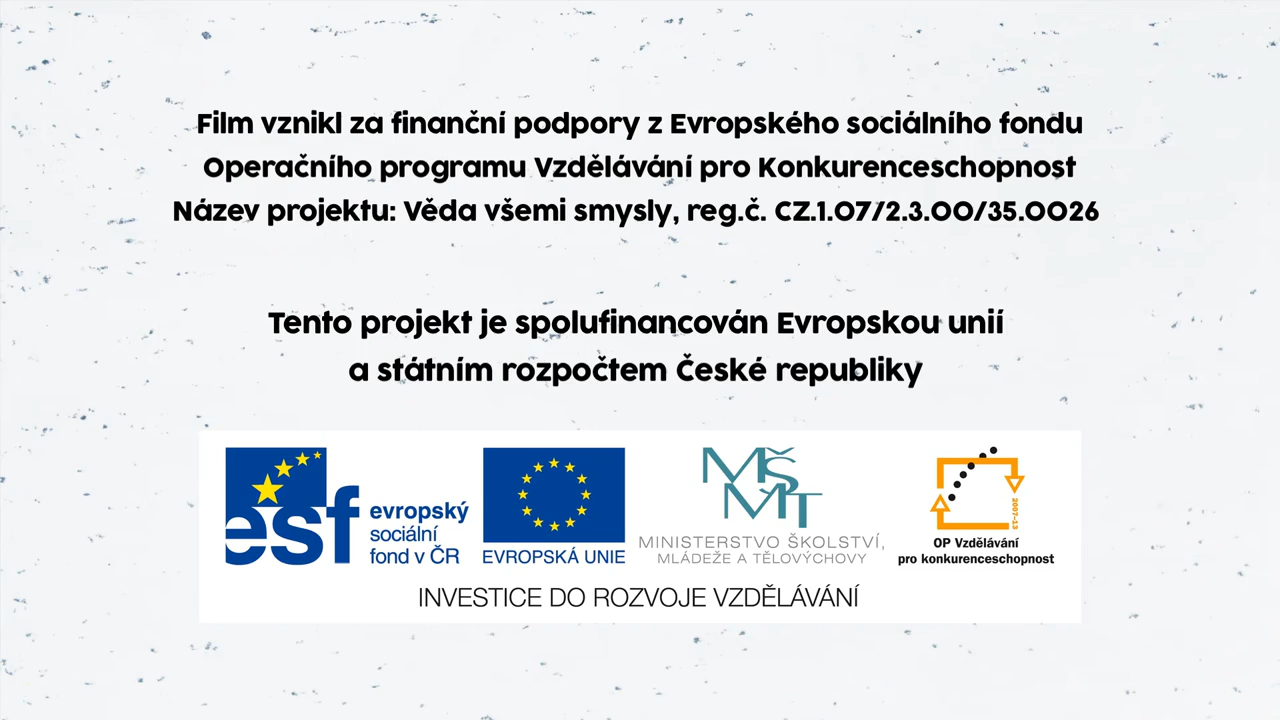 Film vznikl za finanční podpory z Evropského sociálního fondu
Operačního programu Vzdělávání pro Konkurenceschopnost
Název projektu: Věda všemi smysly, reg.č. CZ.1.07/2.3.00/35.0026
Tento projekt je spolufinancován Evropskou unií
a státním rozpočtem České republiky
esf
evropský
sociální
fond v ČR
EVROPSKÁ UNIE
MŠMT
MINISTERSTVO ŠKOLSTVÍ,
MLÁDEŽE A TĚLOVÝCHOVY
2007-13
OP Vzdělávání
pro konkurenceschopnost
INVESTICE DO ROZVOJE VZDĚLÁVÁNÍ